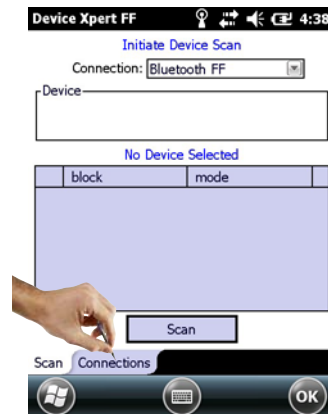 Device Xpert FF 4:38
Initiate Device Scan
Connection: Bluetooth FF
Device
No Device Selected
block mode
Scan
Scan Connections
OK